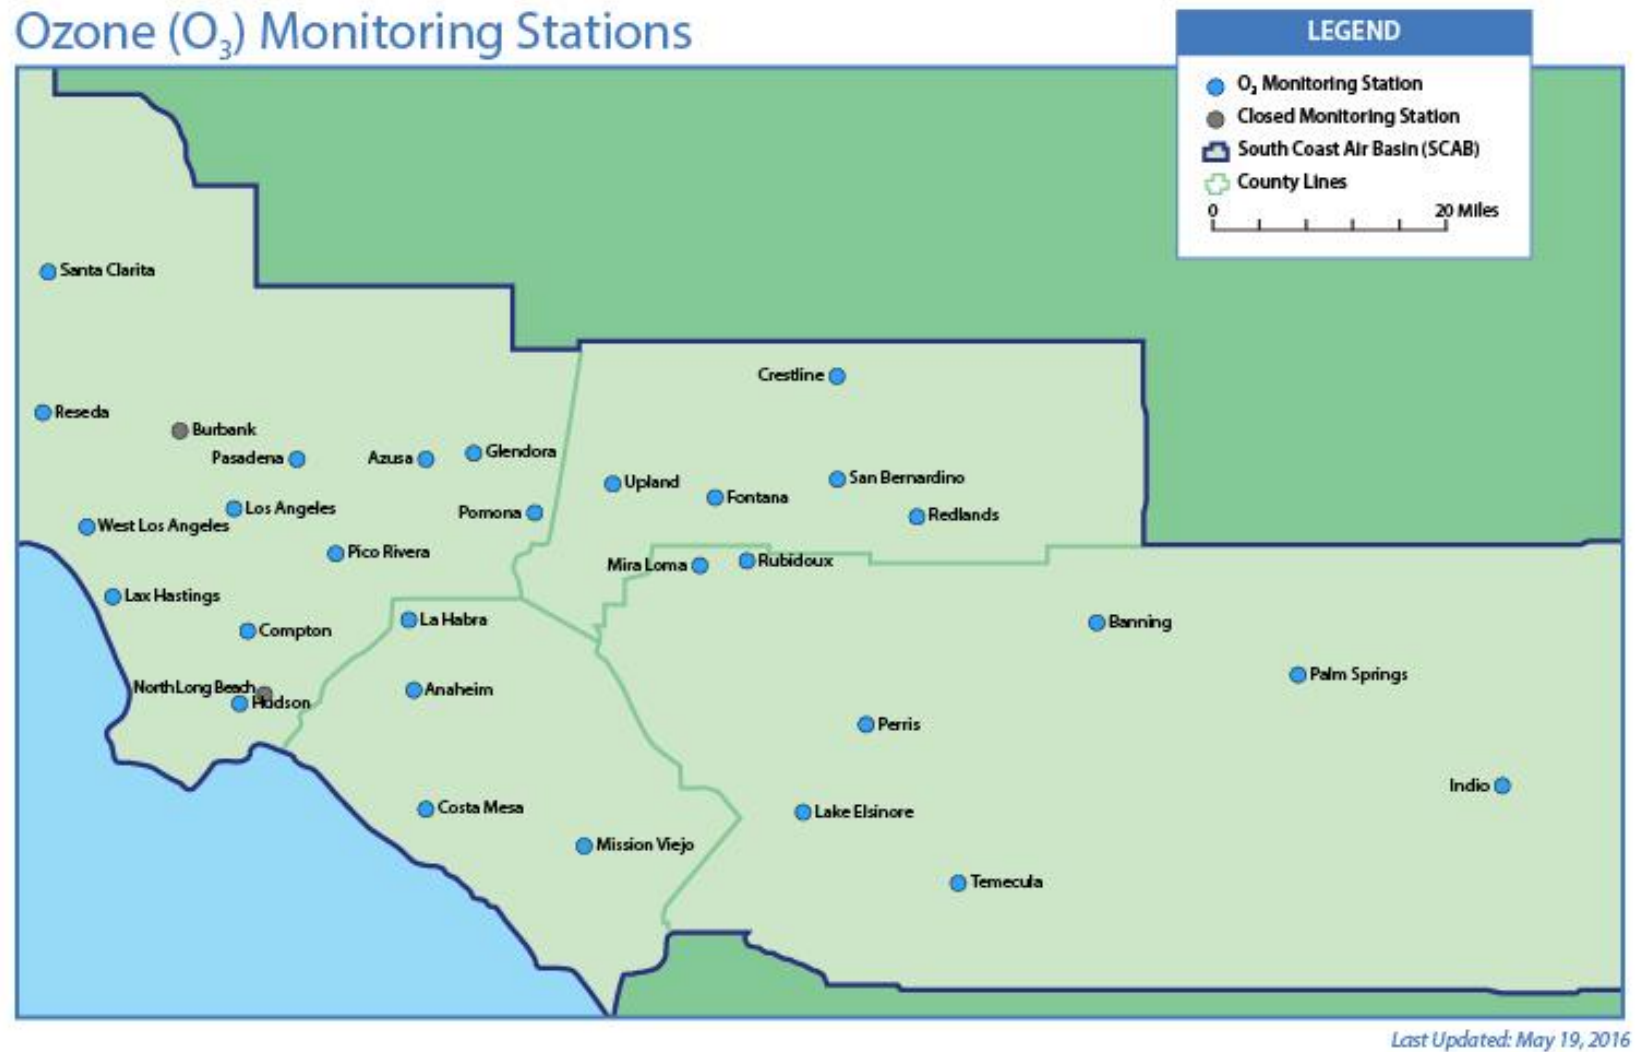 Ozone (O₃) Monitoring Stations
LEGEND
O₃ Monitoring Station
Closed Monitoring Station
South Coast Air Basin (SCAB)
County Lines
0 20 Miles
Santa Clarita
Crestline
Reseda
Burbank
Pasadena
Azusa
Glendora
Upland
Fontana
San Bernardino
Redlands
Los Angeles
Pomona
West Los Angeles
Pico Rivera
Mira Loma
Rubidoux
Lax Hastings
La Habra
Compton
Banning
Palm Springs
North Long Beach
Hudson
Anaheim
Perris
Indio
Costa Mesa
Lake Elsinore
Mission Viejo
Temecula
Last Updated: May 19, 2016